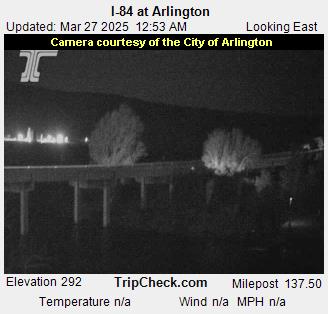 I-84 at Arlington
Updated: Mar 27 2025 12:53 AM Looking East
Camera courtesy of the City of Arlington
Elevation 292 TripCheck.com Milepost 137.50
Temperature n/a Wind n/a MPH n/a